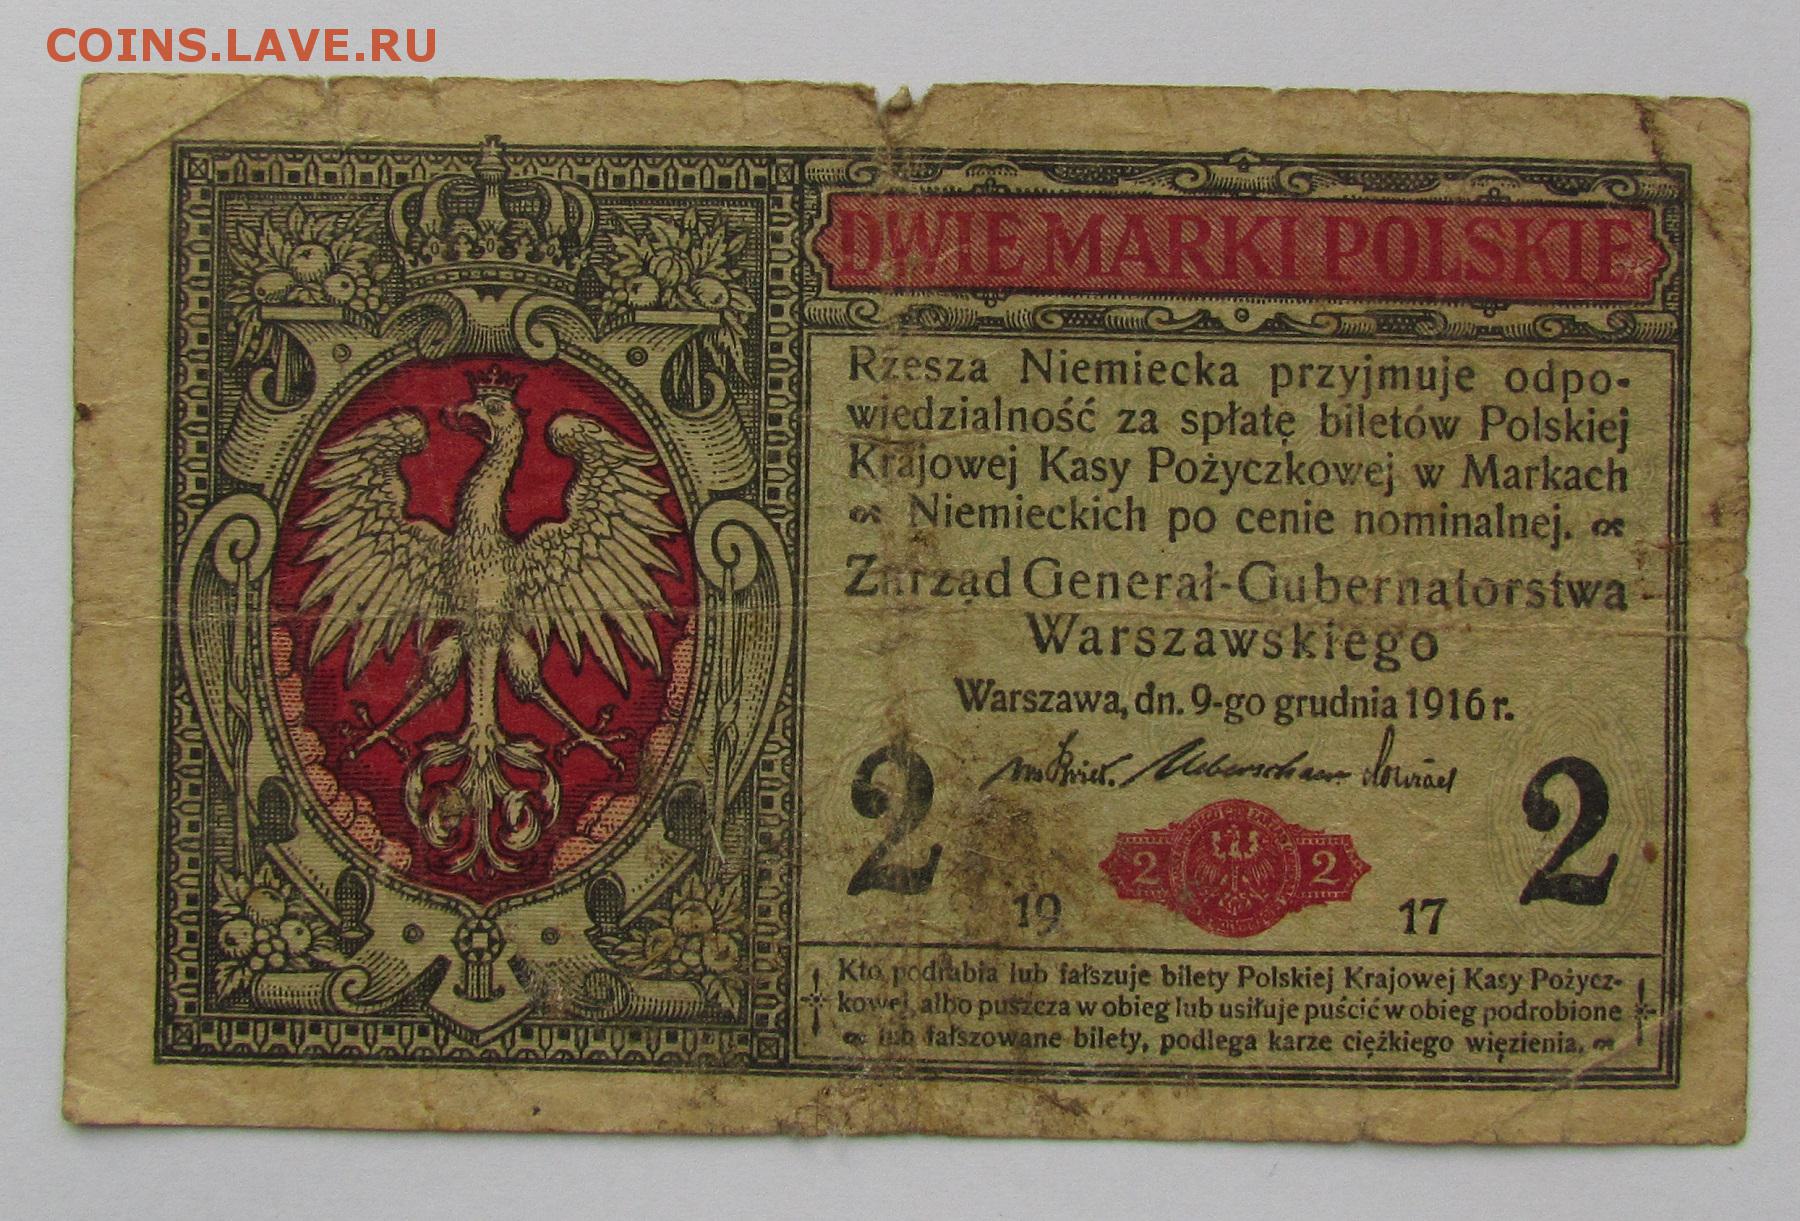 COINS.LAVE.RU
DWIE MARKI POLSKIE
Rzesza Niemiecka przyjmuje odpo-
wiedzialność za spłatę biletów Polskiej
Krajowej Kasy Pożyczkowej w Markach
Niemieckich po cenie nominalnej.
Zarząd Generał-Gubernatorstwa
Warszawskiego
Warszawa, dn. 9-go grudnia 1916 r.
2 2
2 2
19 17
Kto podrabia lub fałszuje bilety Polskiej Krajowej Kasy Pożycz-
kowej, albo puszcza w obieg lub usiłuje puścić w obieg podrobione
lub fałszowane bilety, podlega karze ciężkiego więzienia.